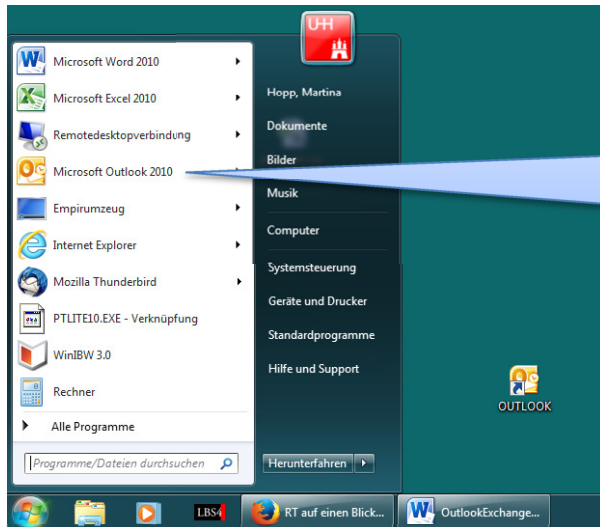 UH
Microsoft Word 2010
Microsoft Excel 2010
Remotedesktopverbindung
Microsoft Outlook 2010
Empirumzeug
Internet Explorer
Mozilla Thunderbird
PTLITE10.EXE - Verknüpfung
WinIBW 3.0
Rechner
Alle Programme
Programme/Dateien durchsuchen
Hopp, Martina
Dokumente
Bilder
Musik
Computer
Systemsteuerung
Geräte und Drucker
Standardprogramme
Hilfe und Support
Herunterfahren
OUTLOOK
LBS4
RT auf einen Blick...
OutlookExchange...